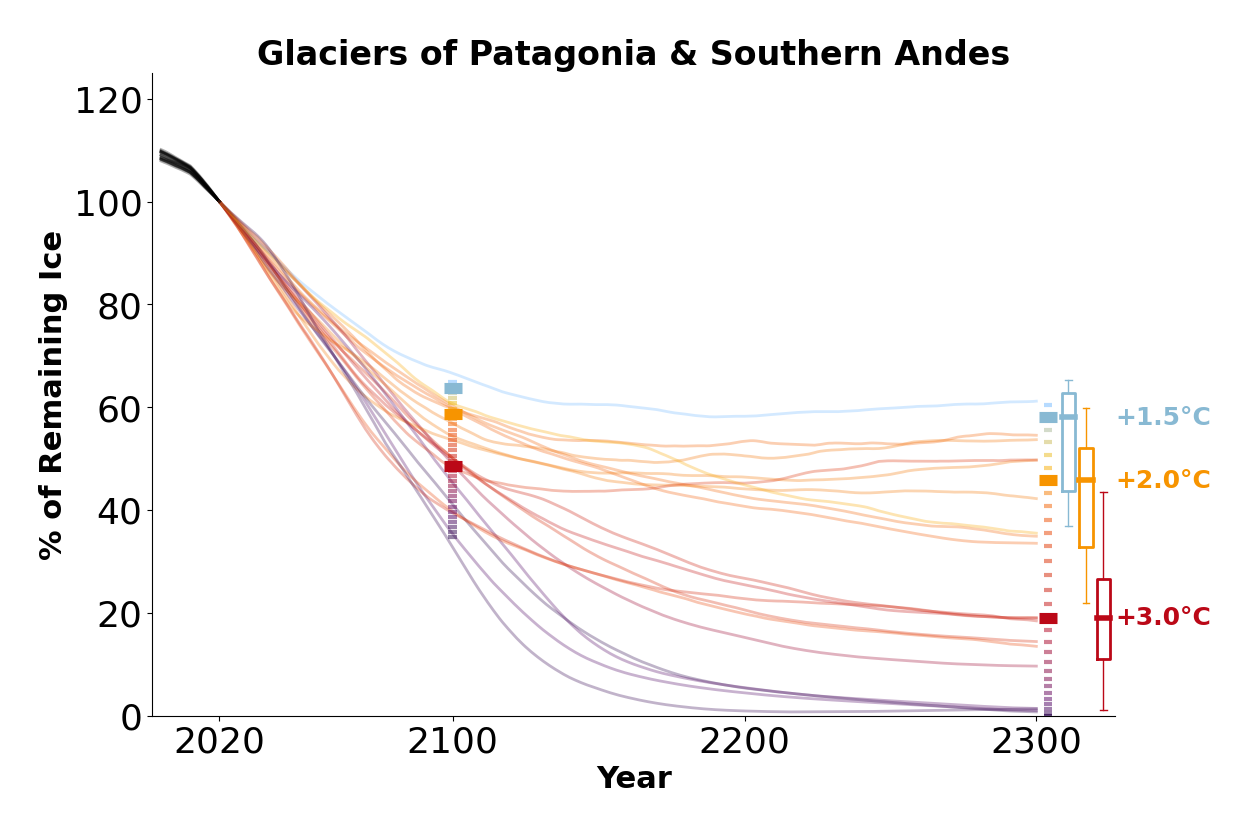 Glaciers of Patagonia & Southern Andes
% of Remaining Ice
120
100
80
60
40
20
0
+1.5°C
+2.0°C
+3.0°C
2020 2100 2200 2300
Year